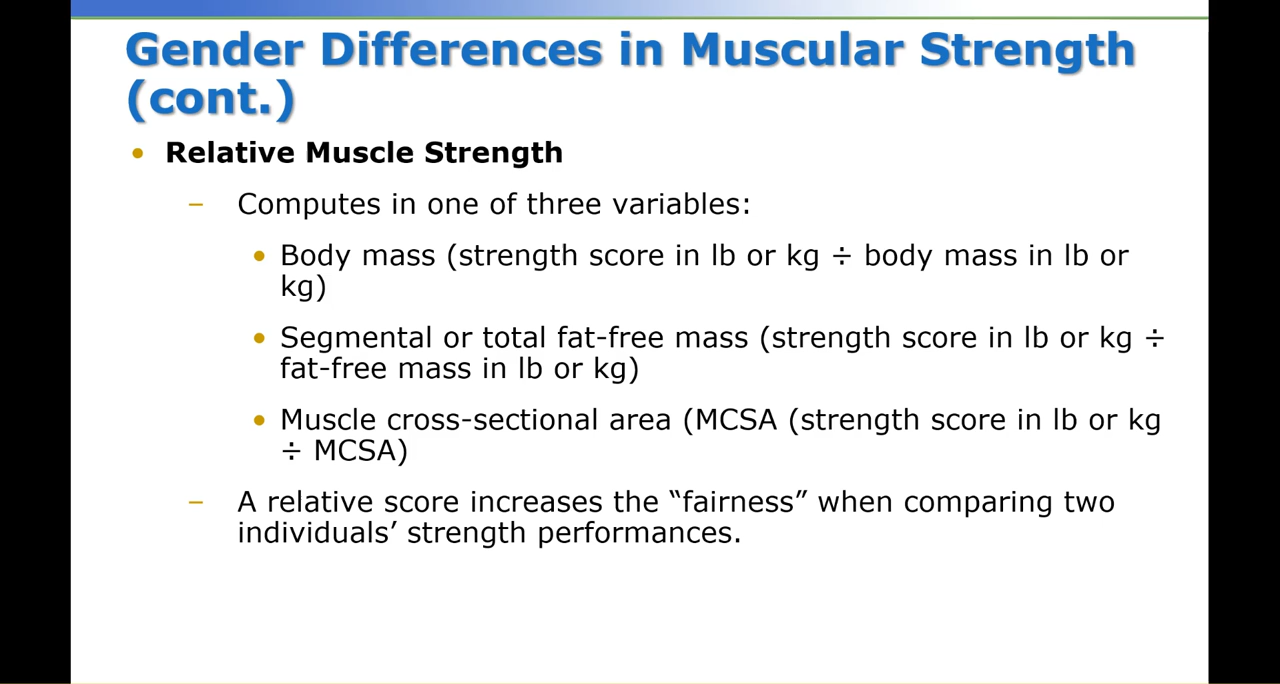 Gender Differences in Muscular Strength
(cont.)
• Relative Muscle Strength
– Computes in one of three variables:
• Body mass (strength score in lb or kg ÷ body mass in lb or
kg)
• Segmental or total fat-free mass (strength score in lb or kg ÷
fat-free mass in lb or kg)
• Muscle cross-sectional area (MCSA (strength score in lb or kg
÷ MCSA)
– A relative score increases the “fairness” when comparing two
individuals’ strength performances.